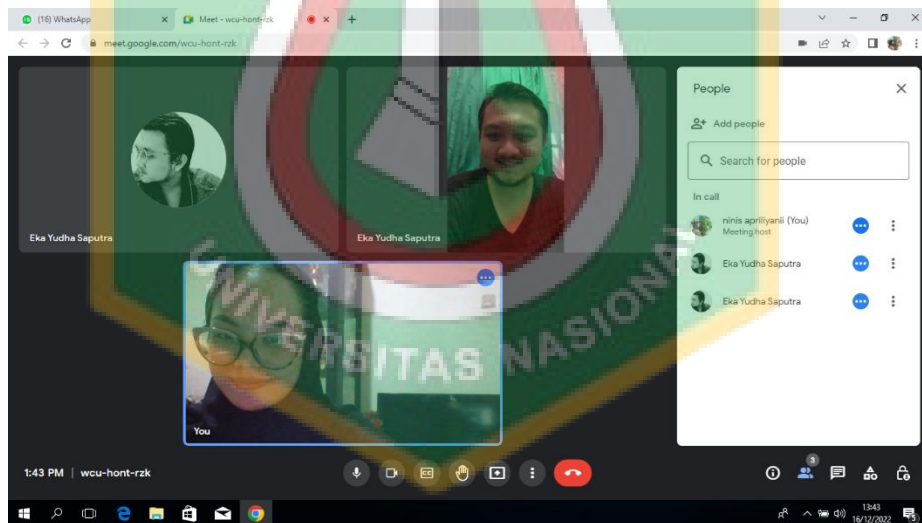 (16) WhatsApp
Meet - wcu-hont-rzk
meet.google.com/wcu-hont-rzk
People
Add people
Search for people
In call
ninis apriliyanii (You)
Meeting host
Eka Yudha Saputra
Eka Yudha Saputra
Eka Yudha Saputra
Eka Yudha Saputra
You
UNIVERSITAS NASIONAL
1:43 PM | wcu-hont-rzk
CC
3
13:43
16/12/2022